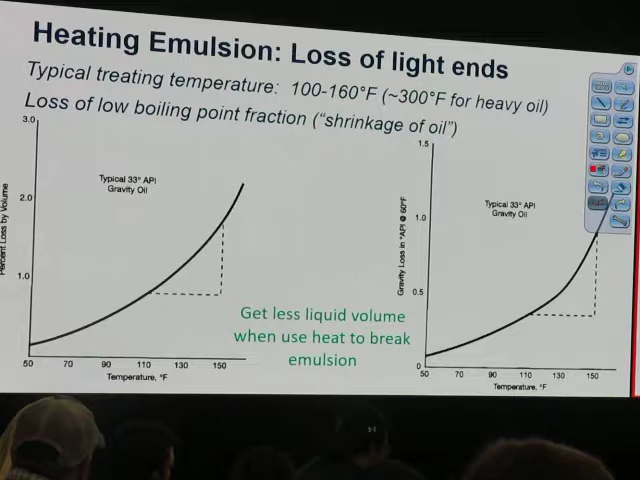 Heating Emulsion: Loss of light ends
Typical treating temperature: 100-160°F (~300°F for heavy oil)
Loss of low boiling point fraction ("shrinkage of oil")
3.0
2.0
1.0
Percent Loss by Volume
Typical 33° API
Gravity Oil
50 70 90 110 130 150
Temperature, °F
Get less liquid volume
when use heat to break
emulsion
1.5
1.0
0.5
0
Gravity Loss in °API @ 60°F
Typical 33° API
Gravity Oil
50 70 90 110 130 150
Temperature, °F